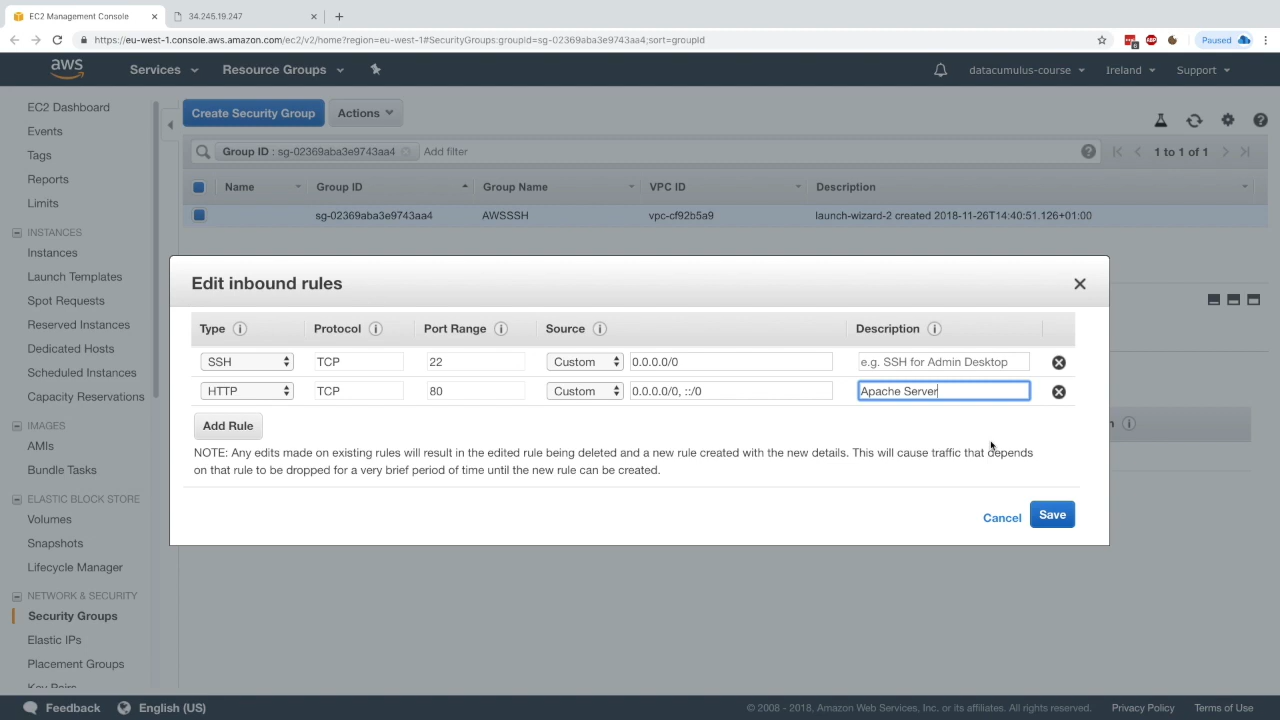 EC2 Management Console
34.245.19.247
https://eu-west-1.console.aws.amazon.com/ec2/v2/home?region=eu-west-1#SecurityGroups:groupId=sg-02369aba3e9743aa4;sort=groupId
6
ABP
Paused
aws
Services
Resource Groups
datacumulus-course
Ireland
Support
EC2 Dashboard
Events
Tags
Reports
Limits
INSTANCES
Instances
Launch Templates
Spot Requests
Reserved Instances
Dedicated Hosts
Scheduled Instances
Capacity Reservations
IMAGES
AMIs
Bundle Tasks
ELASTIC BLOCK STORE
Volumes
Snapshots
Lifecycle Manager
NETWORK & SECURITY
Security Groups
Elastic IPs
Placement Groups
Key Pairs
Create Security Group
Actions
Group ID : sg-02369aba3e9743aa4
Add filter
1 to 1 of 1
Name Group ID Group Name VPC ID Description
sg-02369aba3e9743aa4 AWSSSH vpc-cf92b5a9 launch-wizard-2 created 2018-11-26T14:40:51.126+01:00
Edit inbound rules
Type Protocol Port Range Source Description
SSH TCP 22 Custom 0.0.0.0/0 e.g. SSH for Admin Desktop
HTTP TCP 80 Custom 0.0.0.0/0, ::/0 Apache Server
Add Rule
NOTE: Any edits made on existing rules will result in the edited rule being deleted and a new rule created with the new details. This will cause traffic that depends
on that rule to be dropped for a very brief period of time until the new rule can be created.
Cancel
Save
Feedback
English (US)
© 2008 - 2018, Amazon Web Services, Inc. or its affiliates. All rights reserved.
Privacy Policy
Terms of Use